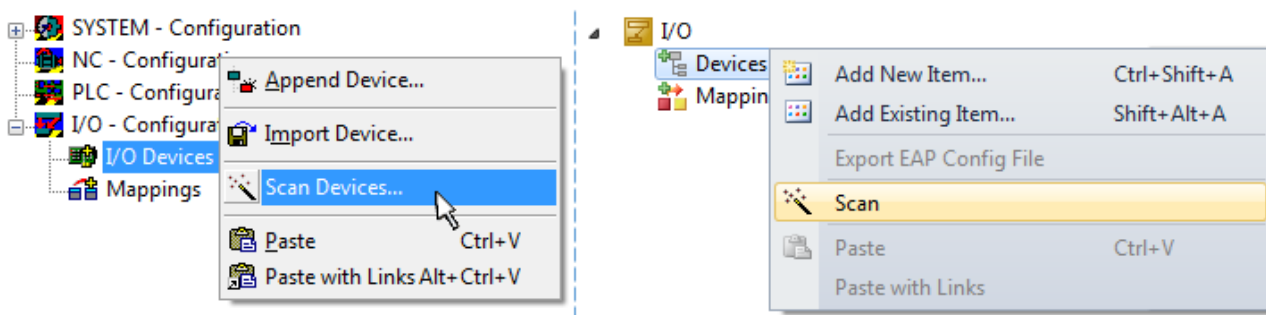 SYSTEM - Configuration
NC - Configurat
PLC - Configura
I/O - Configurat
I/O Devices
Mappings
Append Device...
Import Device...
Scan Devices...
Paste Ctrl+V
Paste with Links Alt+Ctrl+V
I/O
Devices
Mappin
Add New Item... Ctrl+Shift+A
Add Existing Item... Shift+Alt+A
Export EAP Config File
Scan
Paste Ctrl+V
Paste with Links